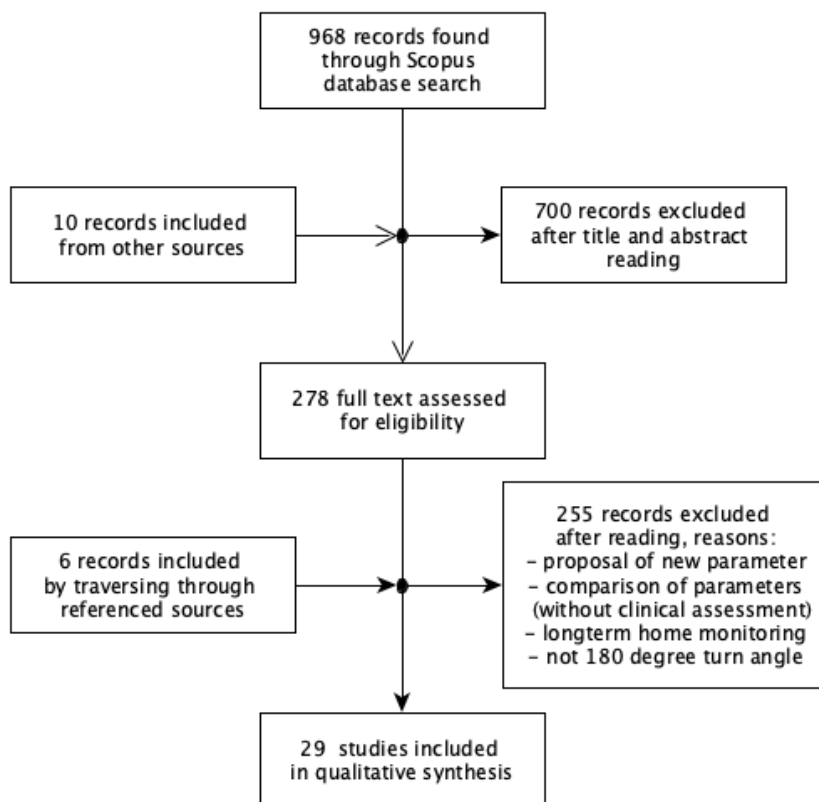 968 records found
through Scopus
database search
10 records included
from other sources
700 records excluded
after title and abstract
reading
278 full text assessed
for eligibility
6 records included
by traversing through
referenced sources
255 records excluded
after reading, reasons:
– proposal of new parameter
– comparison of parameters
(without clinical assessment)
– longterm home monitoring
– not 180 degree turn angle
29 studies included
in qualitative synthesis